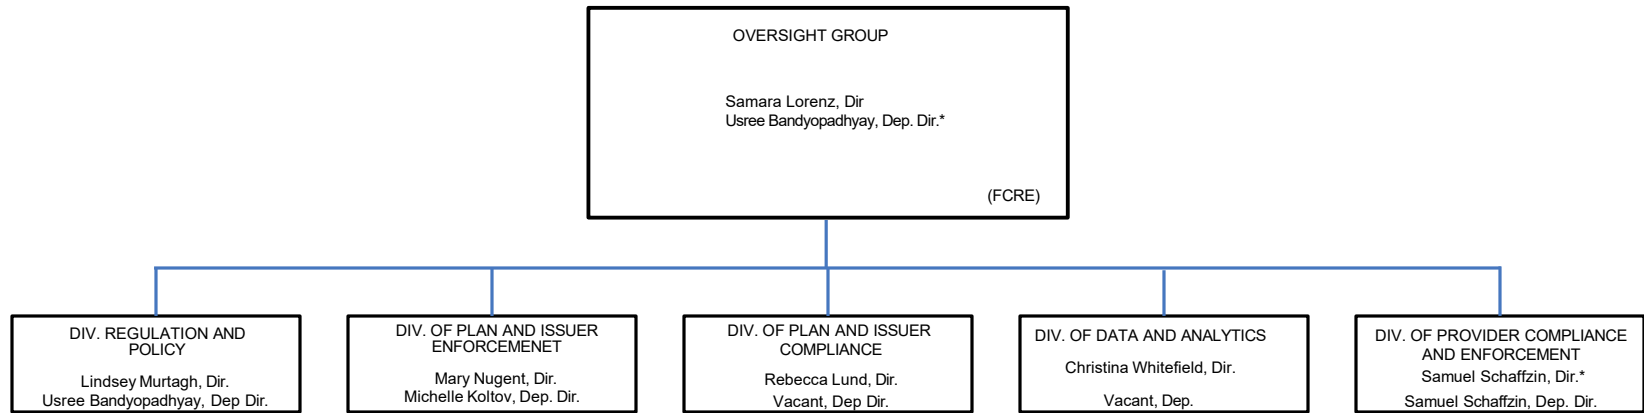 OVERSIGHT GROUP
Samara Lorenz, Dir
Usree Bandyopadhyay, Dep. Dir.*
(FCRE)
DIV. REGULATION AND
POLICY
Lindsey Murtagh, Dir.
Usree Bandyopadhyay, Dep Dir.
DIV. OF PLAN AND ISSUER
ENFORCEMENET
Mary Nugent, Dir.
Michelle Koltov, Dep. Dir.
DIV. OF PLAN AND ISSUER
COMPLIANCE
Rebecca Lund, Dir.
Vacant, Dep Dir.
DIV. OF DATA AND ANALYTICS
Christina Whitefield, Dir.
Vacant, Dep.
DIV. OF PROVIDER COMPLIANCE
AND ENFORCEMENT
Samuel Schaffzin, Dir.*
Samuel Schaffzin, Dep. Dir.